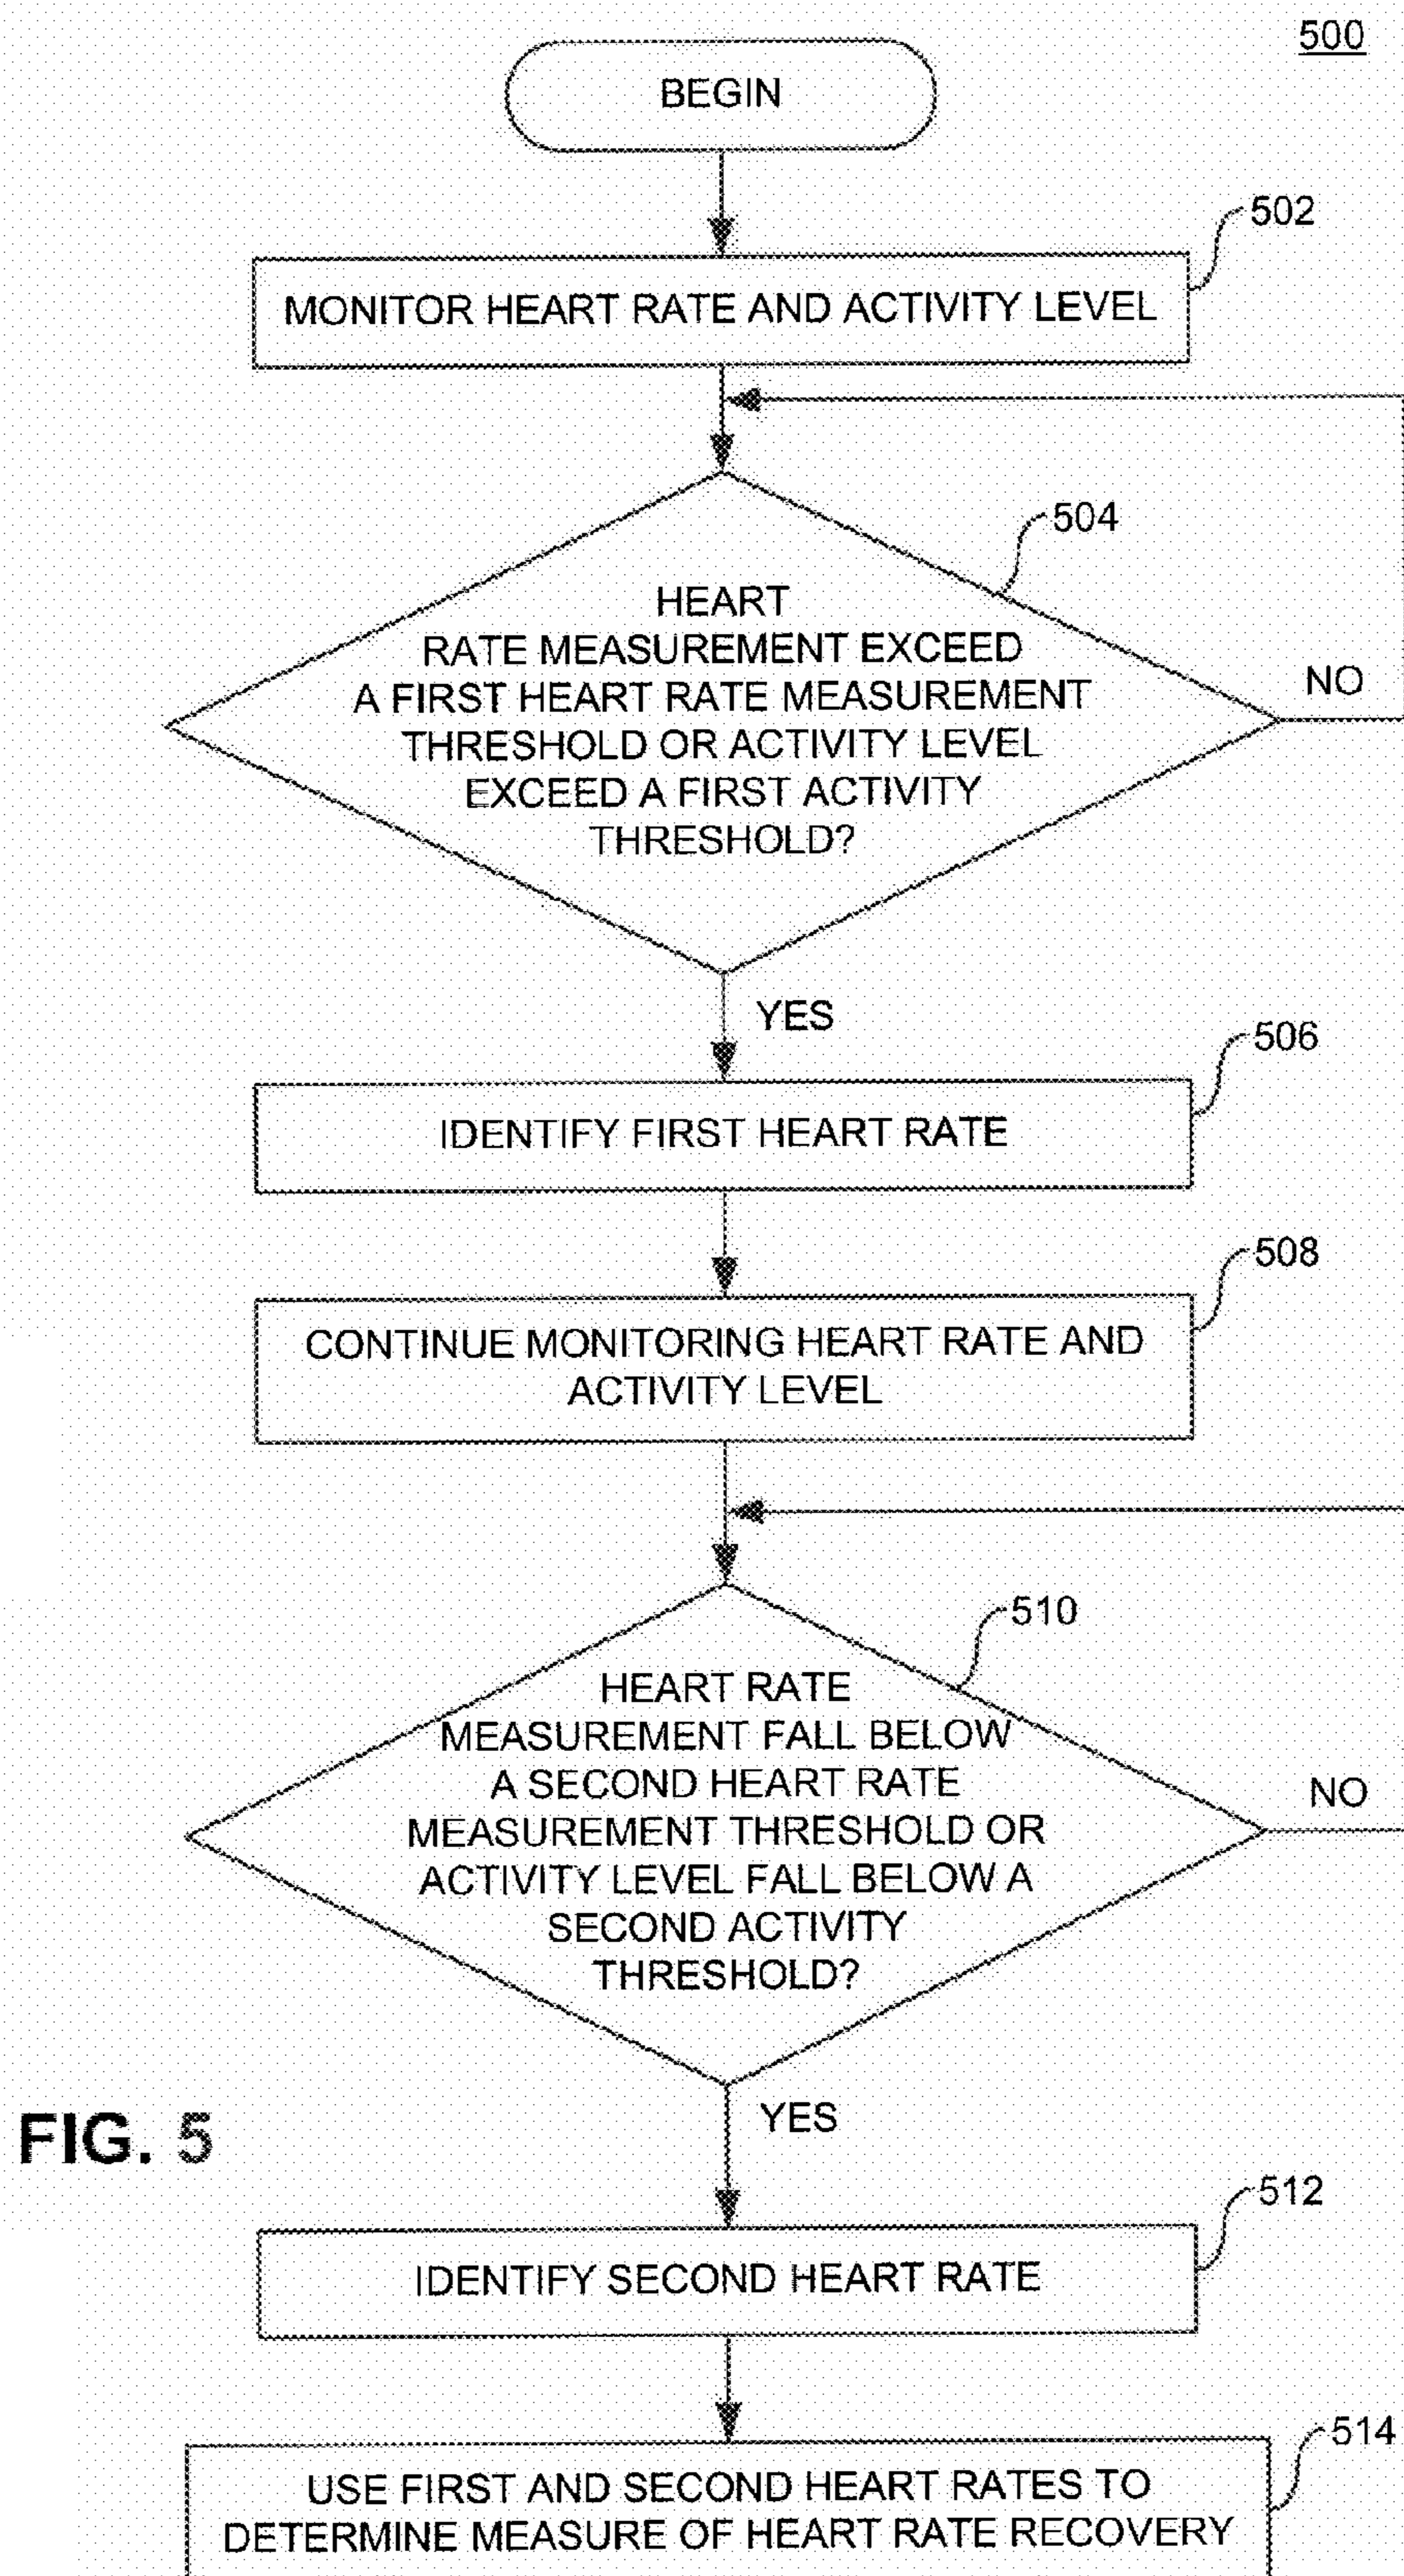 500
BEGIN
502
MONITOR HEART RATE AND ACTIVITY LEVEL
504
HEART
RATE MEASUREMENT EXCEED
A FIRST HEART RATE MEASUREMENT
THRESHOLD OR ACTIVITY LEVEL
EXCEED A FIRST ACTIVITY
THRESHOLD?
NO
YES
506
IDENTIFY FIRST HEART RATE
508
CONTINUE MONITORING HEART RATE AND
ACTIVITY LEVEL
510
HEART RATE
MEASUREMENT FALL BELOW
A SECOND HEART RATE
MEASUREMENT THRESHOLD OR
ACTIVITY LEVEL FALL BELOW A
SECOND ACTIVITY
THRESHOLD?
NO
YES
FIG. 5
512
IDENTIFY SECOND HEART RATE
514
USE FIRST AND SECOND HEART RATES TO
DETERMINE MEASURE OF HEART RATE RECOVERY